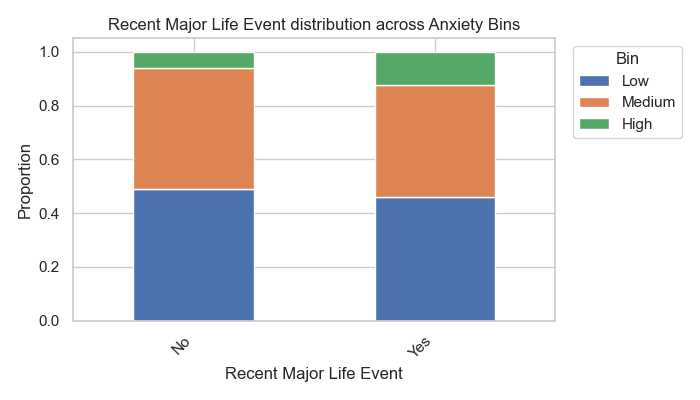 Recent Major Life Event distribution across Anxiety Bins
Bin
Low
Medium
High
Proportion
1.0
0.8
0.6
0.4
0.2
0.0
No
Yes
Recent Major Life Event